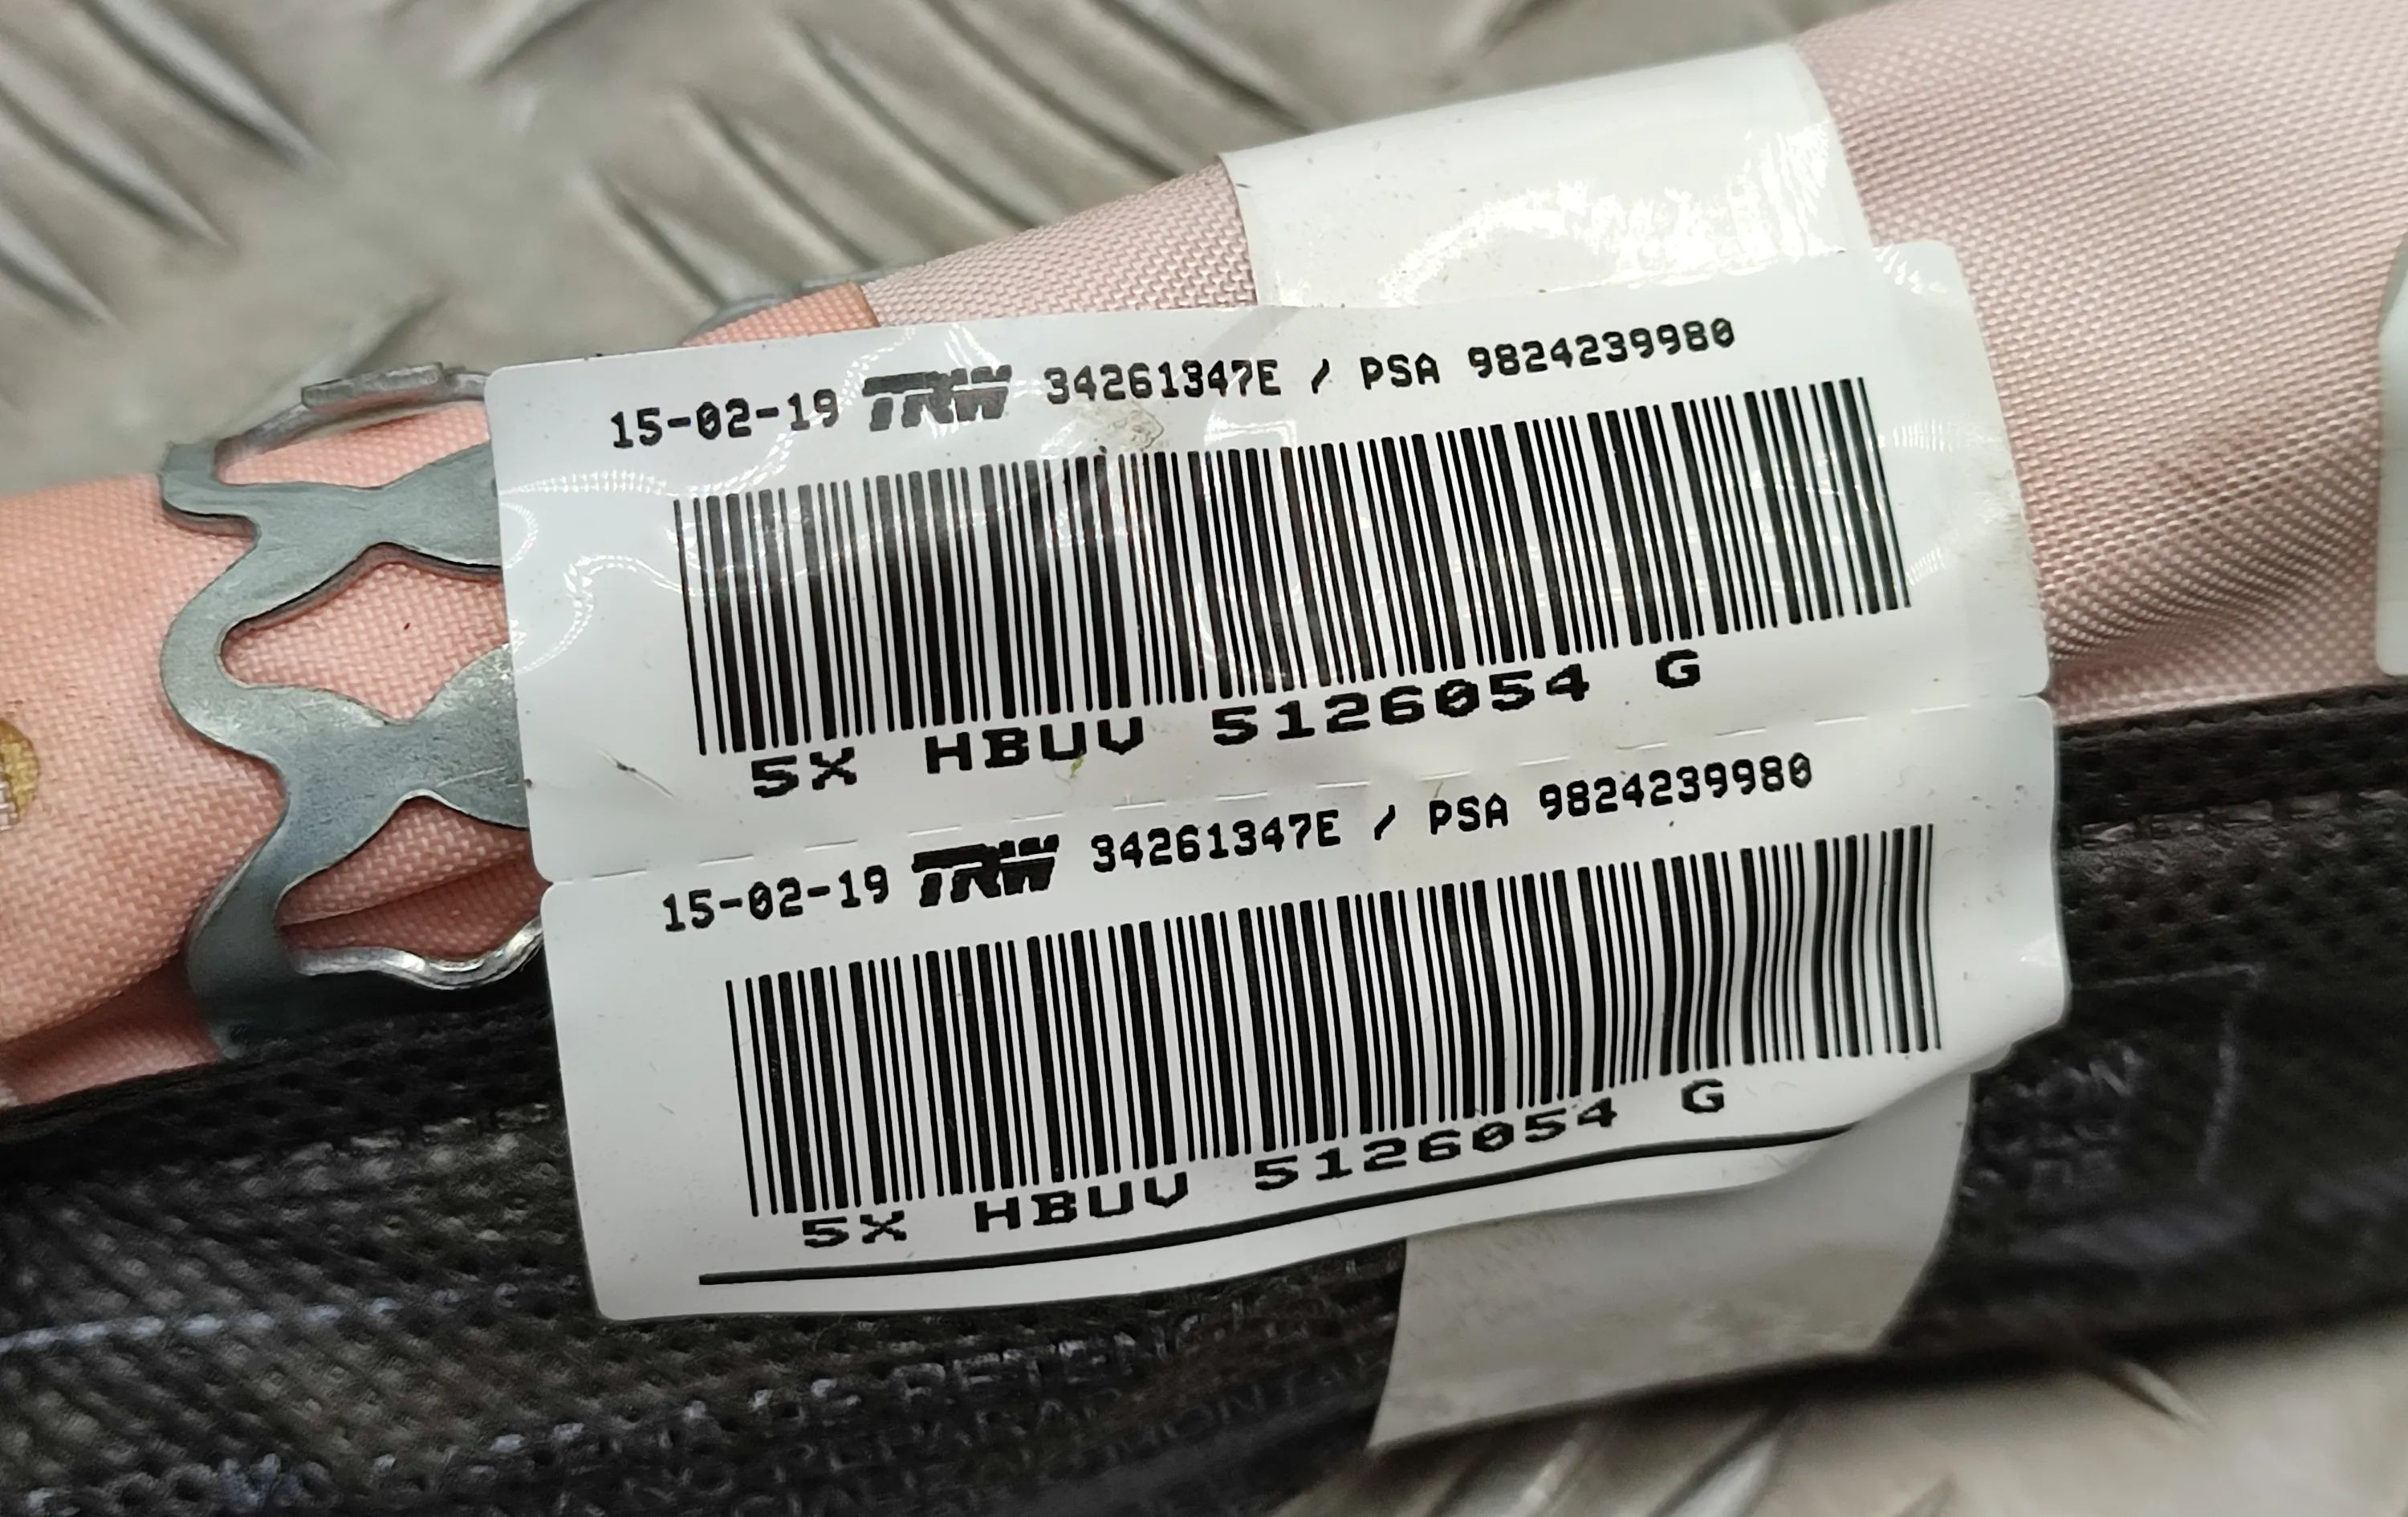 15-02-19 TRW 34261347E / PSA 9824239980
5X HBUV 5126054 G
15-02-19 TRW 34261347E / PSA 9824239980
5X HBUV 5126054 G